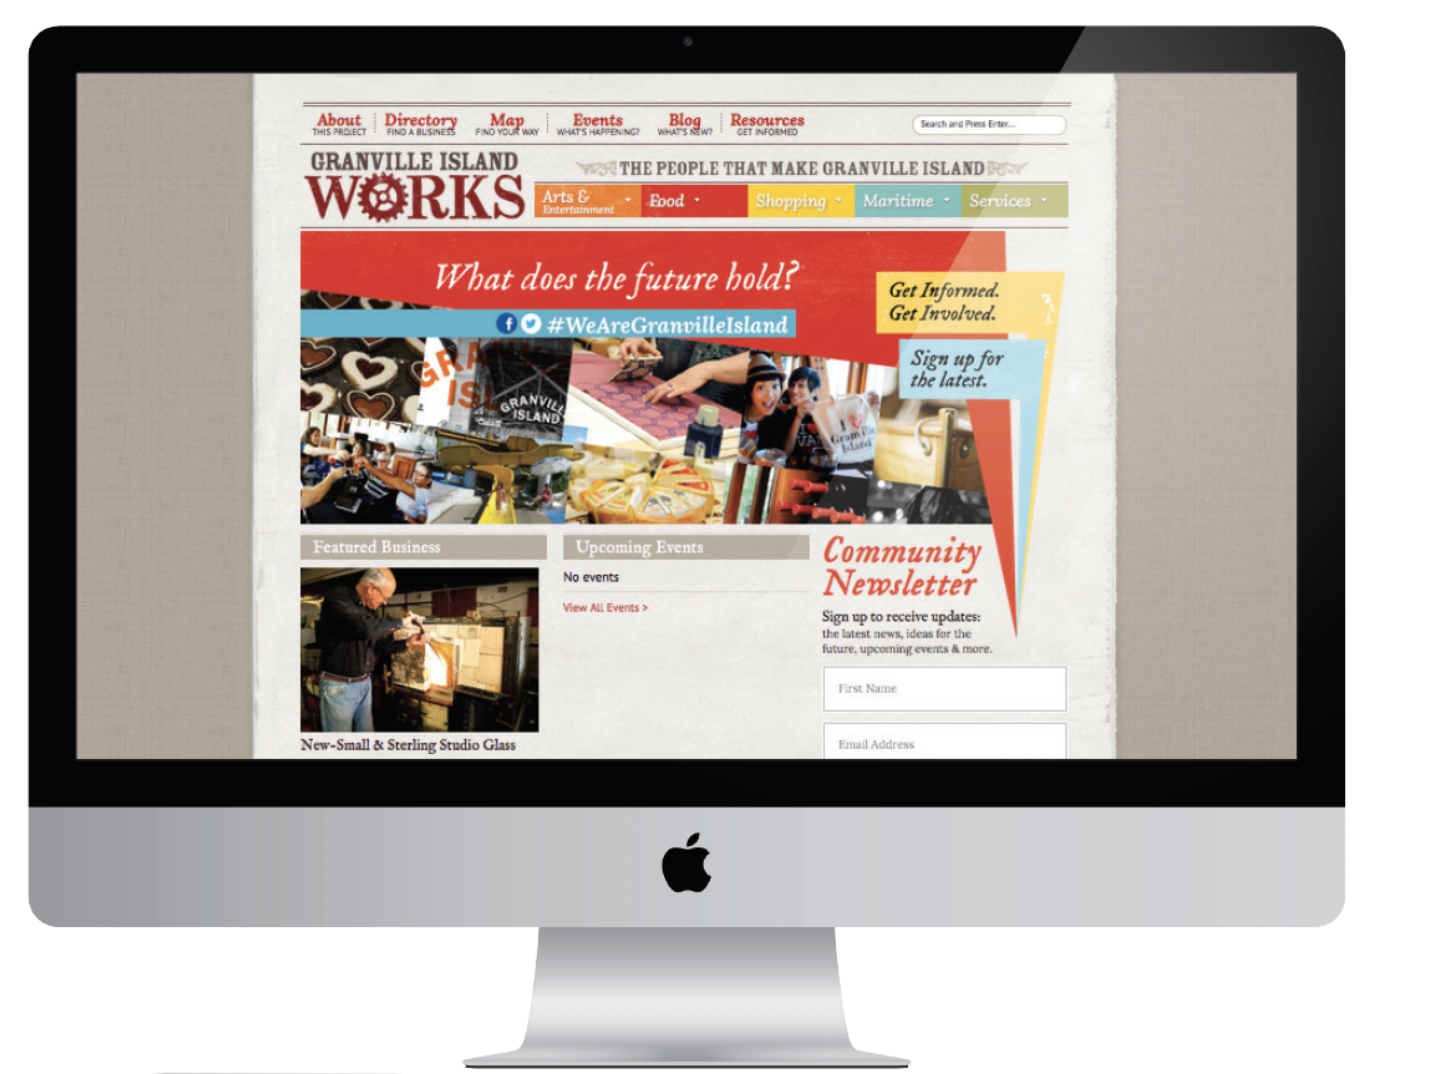 About
THIS PROJECT
Directory
FIND A BUSINESS
Map
FIND YOUR WAY
Events
WHAT'S HAPPENING?
Blog
WHAT'S NEW?
Resources
GET INFORMED
Search and Press Enter...
GRANVILLE ISLAND
WORKS
THE PEOPLE THAT MAKE GRANVILLE ISLAND
Arts &
Entertainment
Food
Shopping
Maritime
Services
What does the future hold?
#WeAreGranvilleIsland
Get Informed.
Get Involved.
Sign up for
the latest.
GRANVILLE
ISLAND
I
Granville
Island
Featured Business
Upcoming Events
No events
View All Events >
New-Small & Sterling Studio Glass
Community
Newsletter
Sign up to receive updates:
the latest news, ideas for the
future, upcoming events & more.
First Name
Email Address